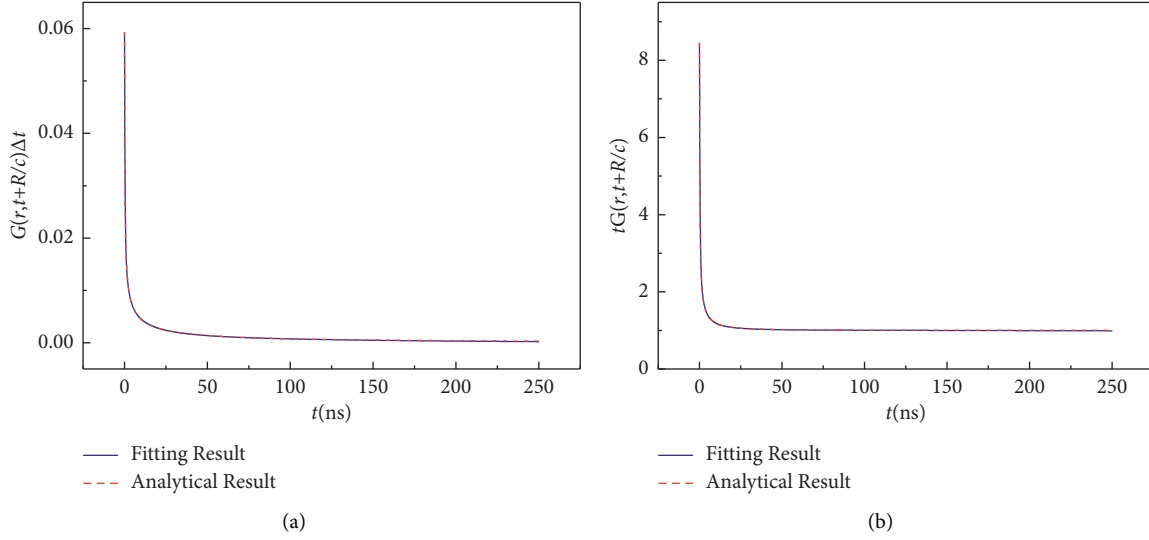 0.06
0.04
0.02
0.00
G(r,t+R/c)Δt
0 50 100 150 200 250
t(ns)
Fitting Result
Analytical Result
(a)
8
6
4
2
0
tG(r,t+R/c)
0 50 100 150 200 250
t(ns)
Fitting Result
Analytical Result
(b)